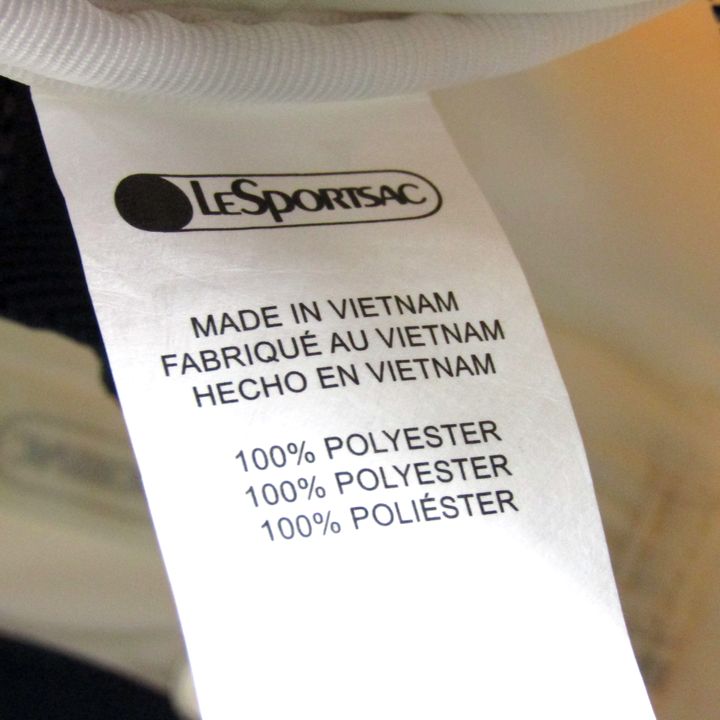 LeSportsac
MADE IN VIETNAM
FABRIQUÉ AU VIETNAM
HECHO EN VIETNAM
100% POLYESTER
100% POLYESTER
100% POLIÉSTER